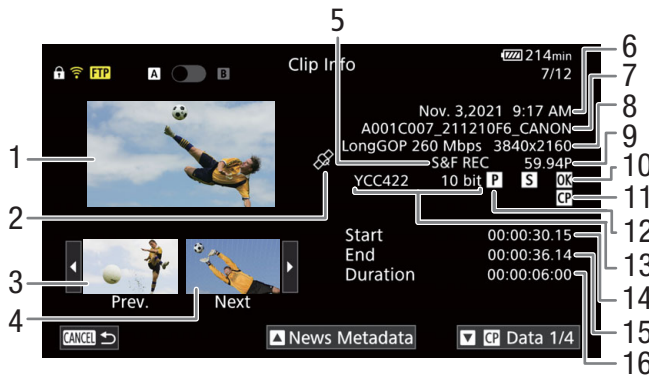 5
Clip Info
214min
6
FTP
A
B
7/12
7
Nov. 3,2021 9:17 AM
8
A001C007_211210F6_CANON
LongGOP 260 Mbps 3840x2160
9
1
S&F REC 59.94P
10
YCC422 10 bit P S OK
11
CP
2
12
Start 00:00:30.15
13
End 00:00:36.14
3
Duration 00:00:06:00
14
4
Prev. Next
15
CANCEL
News Metadata
CP Data 1/4
16